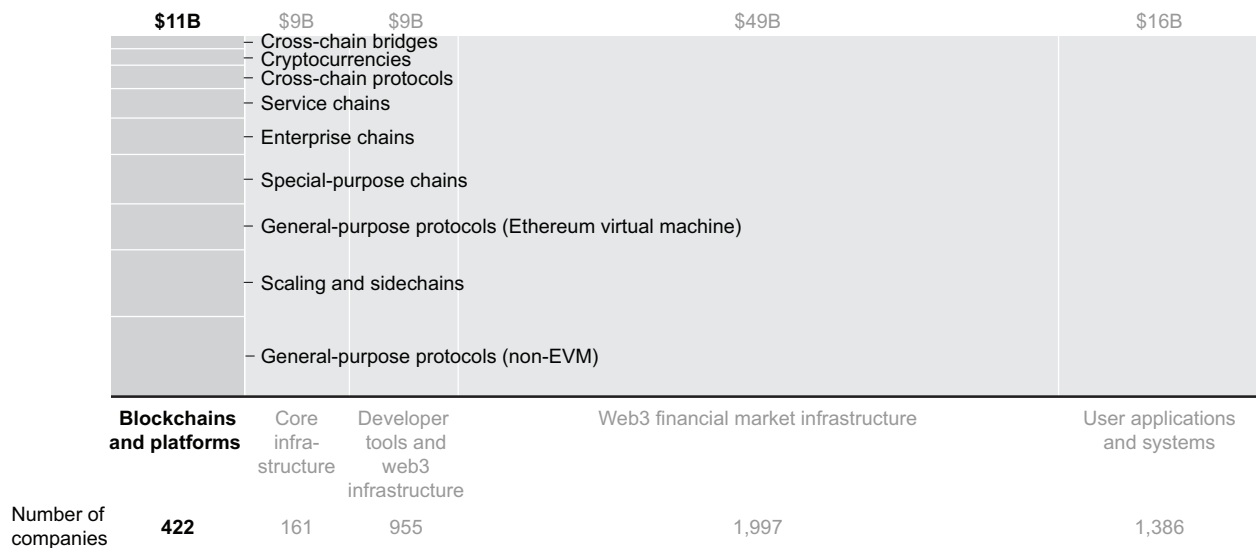 $11B $9B $9B $49B $16B
Cross-chain bridges
Cryptocurrencies
Cross-chain protocols
Service chains
Enterprise chains
Special-purpose chains
General-purpose protocols (Ethereum virtual machine)
Scaling and sidechains
General-purpose protocols (non-EVM)
Blockchains
and platforms
Core
infra-
structure
Developer
tools and
web3
infrastructure
Web3 financial market infrastructure
User applications
and systems
Number of
companies
422 161 955 1,997 1,386